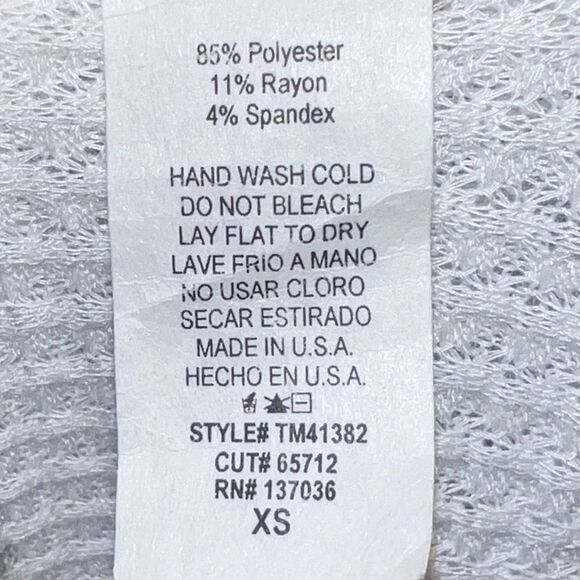 85% Polyester
11% Rayon
4% Spandex
HAND WASH COLD
DO NOT BLEACH
LAY FLAT TO DRY
LAVE FRIO A MANO
NO USAR CLORO
SECAR ESTIRADO
MADE IN U.S.A.
HECHO EN U.S.A.
STYLE# TM41382
CUT# 65712
RN# 137036
XS